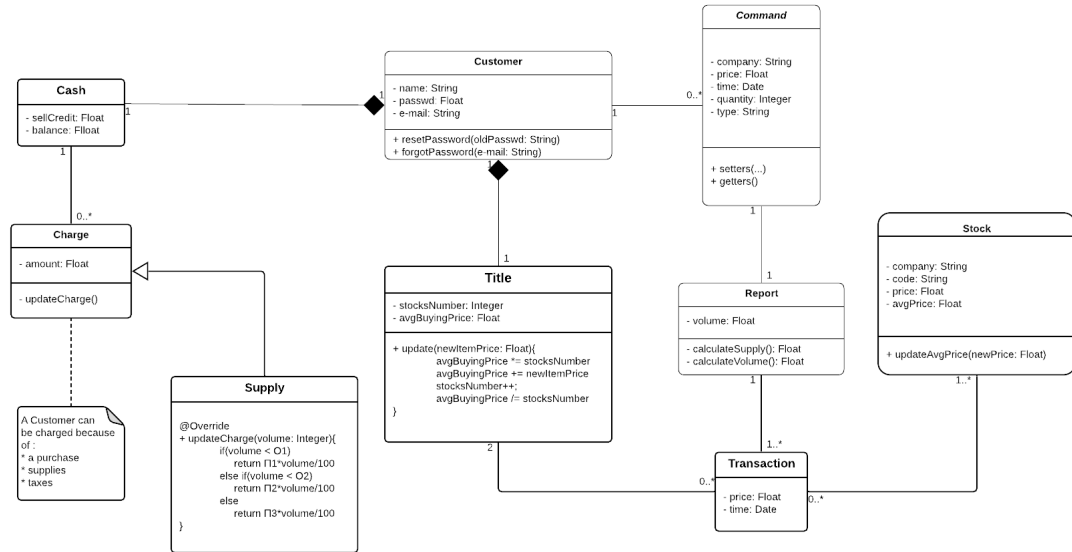 Command
- company: String
- price: Float
- time: Date
- quantity: Integer
- type: String
+ setters(...)
+ getters()
Customer
- name: String
- passwd: Float
- e-mail: String
+ resetPassword(oldPasswd: String)
+ forgotPassword(e-mail: String)
Cash
- sellCredit: Float
- balance: Float
1
1
1
0..*
1
1
0..*
Charge
- amount: Float
- updateCharge()
1
1
Title
- stocksNumber: Integer
- avgBuyingPrice: Float
+ update(newItemPrice: Float){
avgBuyingPrice *= stocksNumber
avgBuyingPrice += newItemPrice
stocksNumber++;
avgBuyingPrice /= stocksNumber
}
2
1
1
Report
- volume: Float
- calculateSupply(): Float
- calculateVolume(): Float
1
1..*
Stock
- company: String
- code: String
- price: Float
- avgPrice: Float
+ updateAvgPrice(newPrice: Float)
1..*
Supply
@Override
+ updateCharge(volume: Integer){
if(volume < O1)
return Π1*volume/100
else if(volume < O2)
return Π2*volume/100
else
return Π3*volume/100
}
A Customer can
be charged because
of :
* a purchase
* supplies
* taxes
0..*
Transaction
- price: Float
- time: Date
0..*